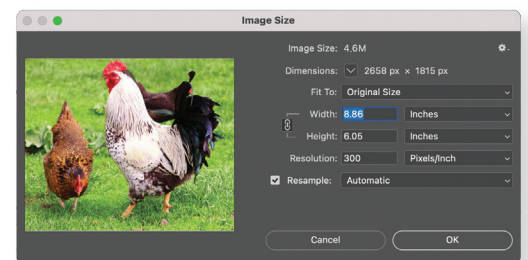 Image Size
Image Size: 4.6M
Dimensions: 2658 px × 1815 px
Fit To: Original Size
Width: 8.86 Inches
Height: 6.05 Inches
Resolution: 300 Pixels/Inch
Resample: Automatic
Cancel OK